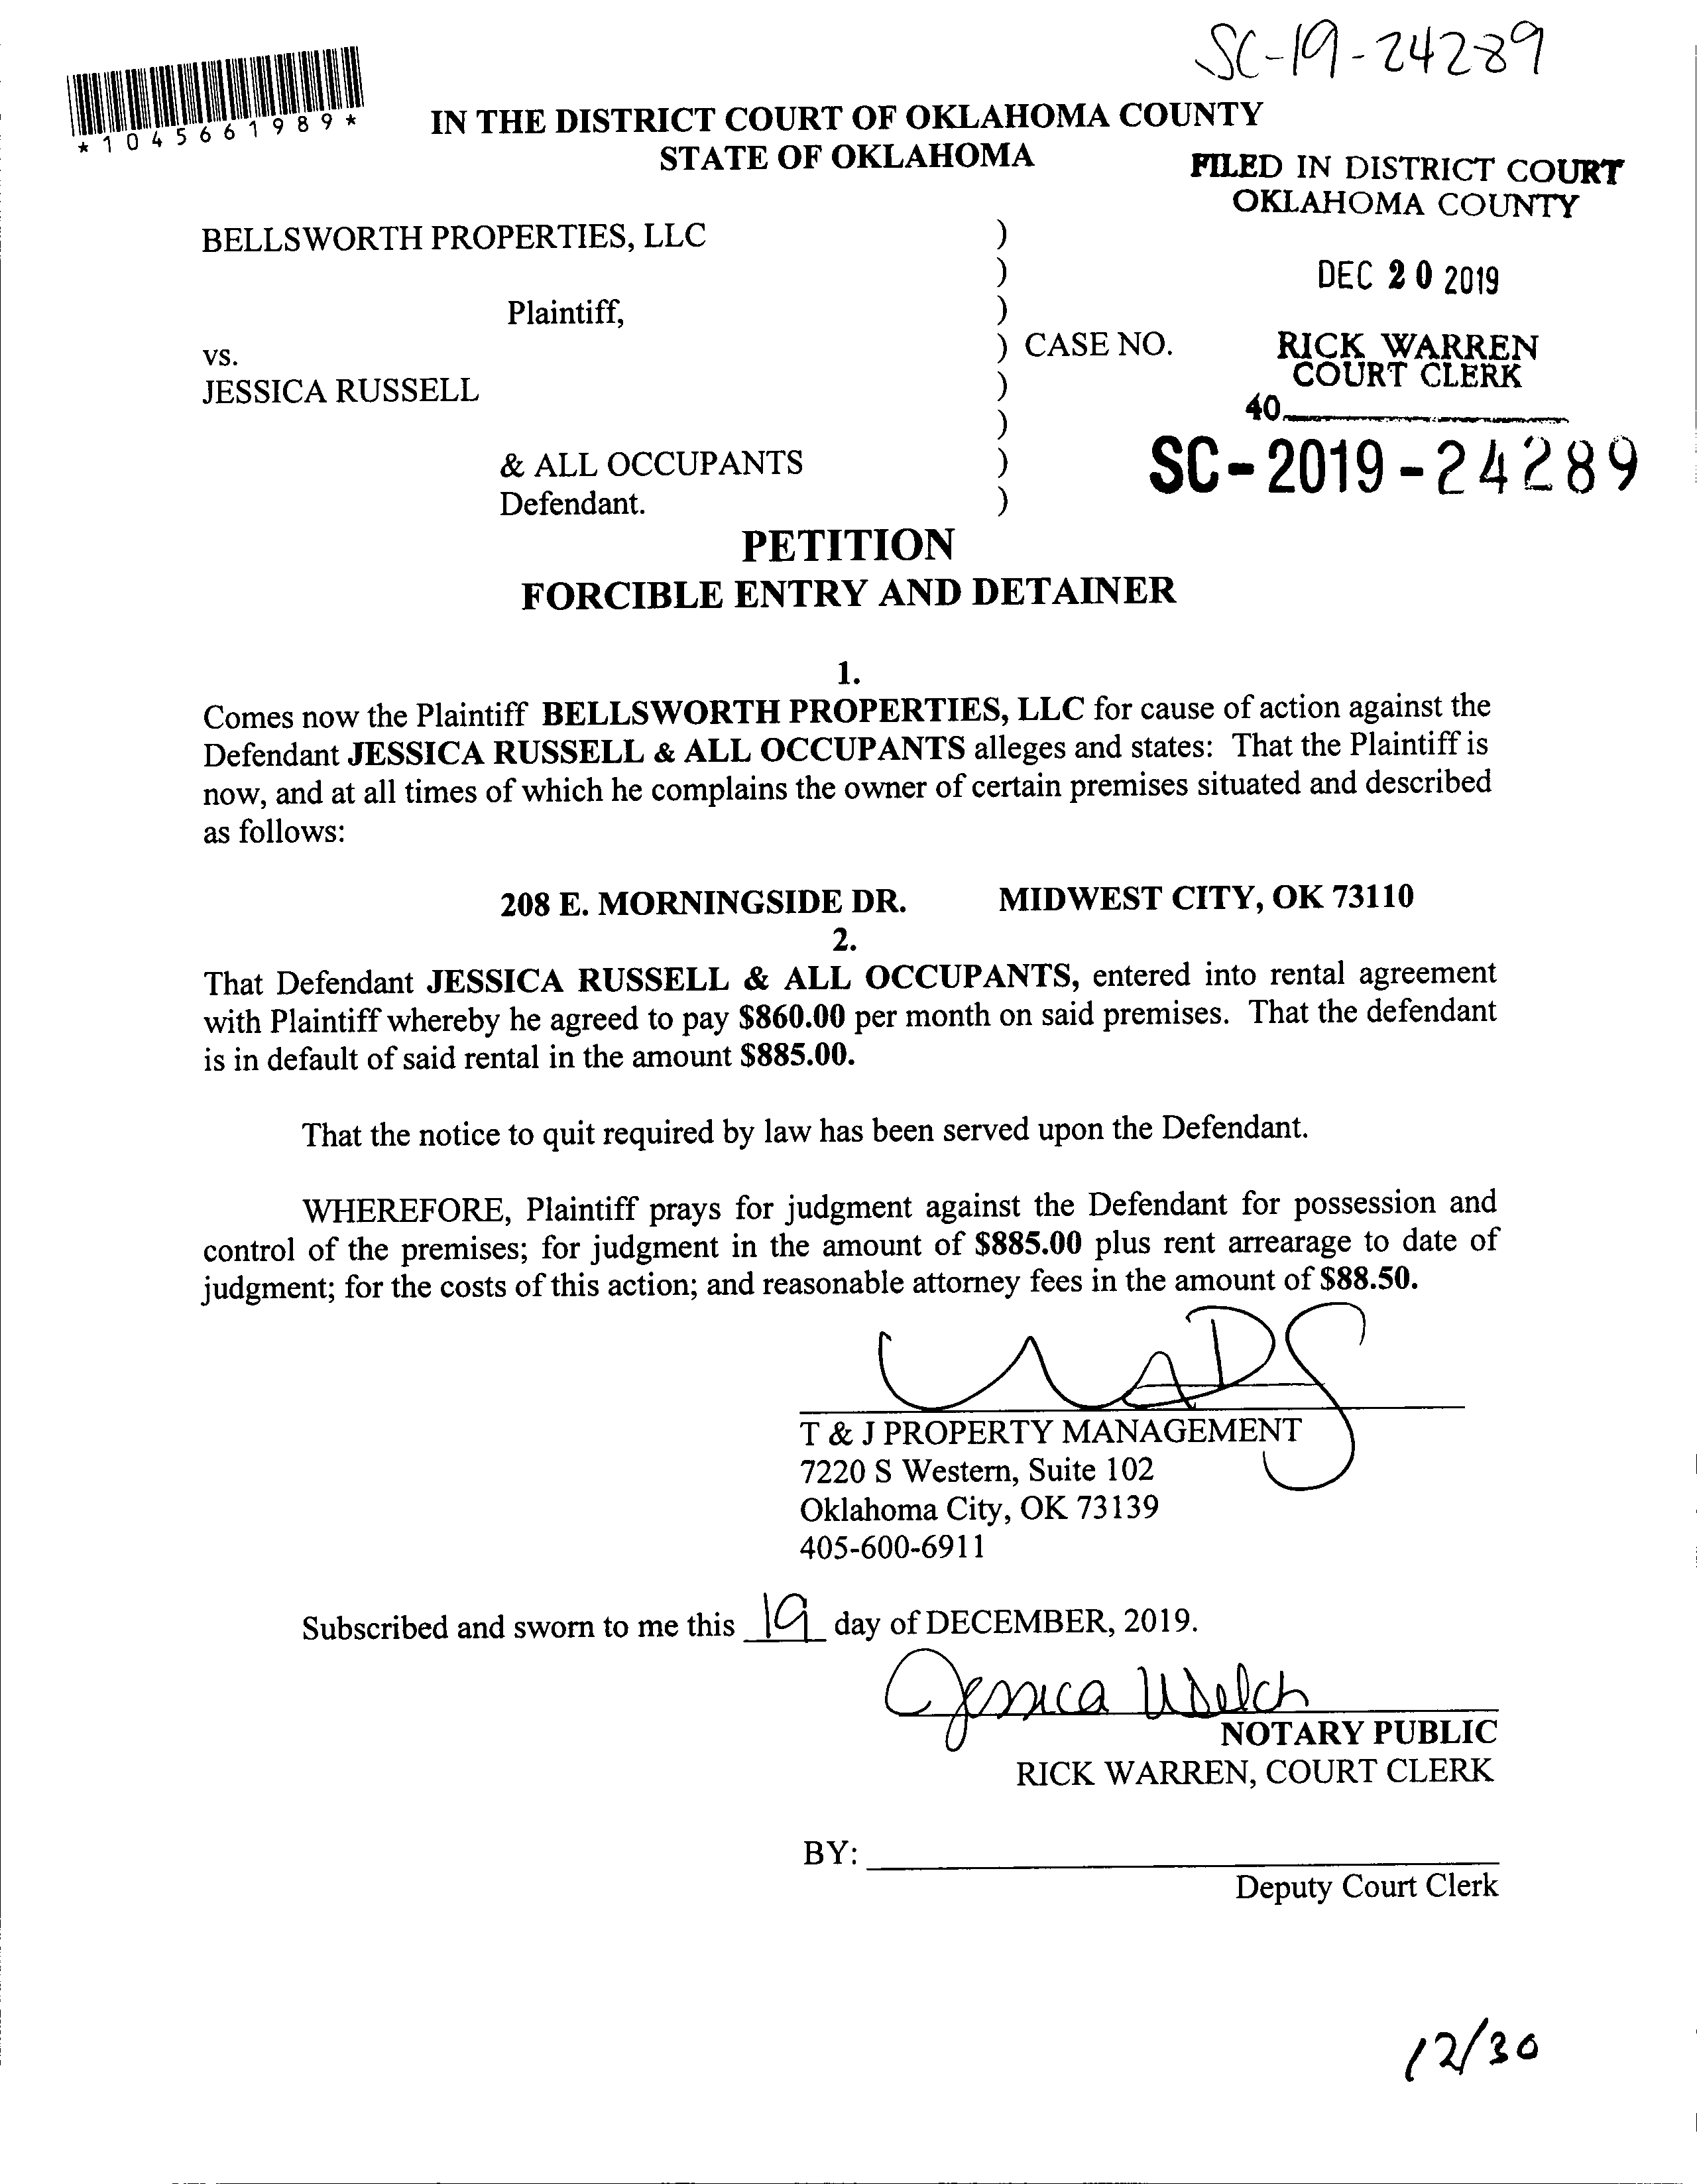 SC-19-24289
*1045661989*
IN THE DISTRICT COURT OF OKLAHOMA COUNTY
STATE OF OKLAHOMA
FILED IN DISTRICT COURT
OKLAHOMA COUNTY
BELLSWORTH PROPERTIES, LLC )
)
DEC 20 2019
Plaintiff, )
vs. ) CASE NO.
RICK WARREN
COURT CLERK
JESSICA RUSSELL )
40
)
& ALL OCCUPANTS )
SC-2019-24289
Defendant. )
PETITION
FORCIBLE ENTRY AND DETAINER
1.
Comes now the Plaintiff BELLSWORTH PROPERTIES, LLC for cause of action against the
Defendant JESSICA RUSSELL & ALL OCCUPANTS alleges and states: That the Plaintiff is
now, and at all times of which he complains the owner of certain premises situated and described
as follows:
208 E. MORNINGSIDE DR. MIDWEST CITY, OK 73110
2.
That Defendant JESSICA RUSSELL & ALL OCCUPANTS, entered into rental agreement
with Plaintiff whereby he agreed to pay $860.00 per month on said premises. That the defendant
is in default of said rental in the amount $885.00.
That the notice to quit required by law has been served upon the Defendant.
WHEREFORE, Plaintiff prays for judgment against the Defendant for possession and
control of the premises; for judgment in the amount of $885.00 plus rent arrearage to date of
judgment; for the costs of this action; and reasonable attorney fees in the amount of $88.50.
T & J PROPERTY MANAGEMENT
7220 S Western, Suite 102
Oklahoma City, OK 73139
405-600-6911
Subscribed and sworn to me this 19 day of DECEMBER, 2019.
Jessica Welch
NOTARY PUBLIC
RICK WARREN, COURT CLERK
BY:
Deputy Court Clerk
12/30